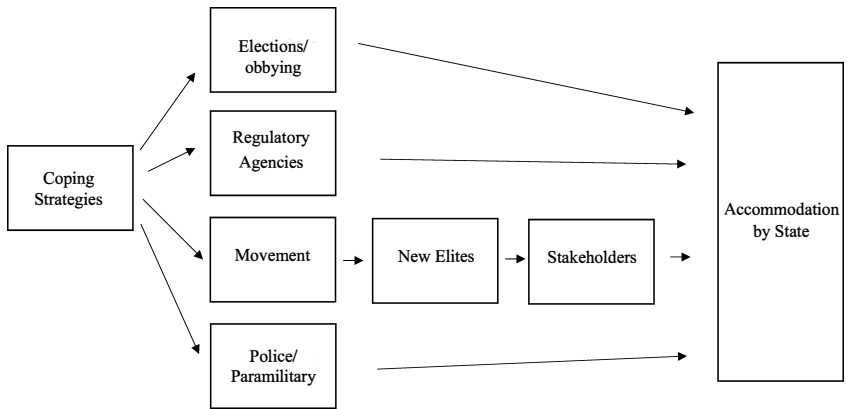 Elections/
obbying
Regulatory
Agencies
Coping
Strategies
Movement
New Elites
Stakeholders
Accommodation
by State
Police/
Paramilitary